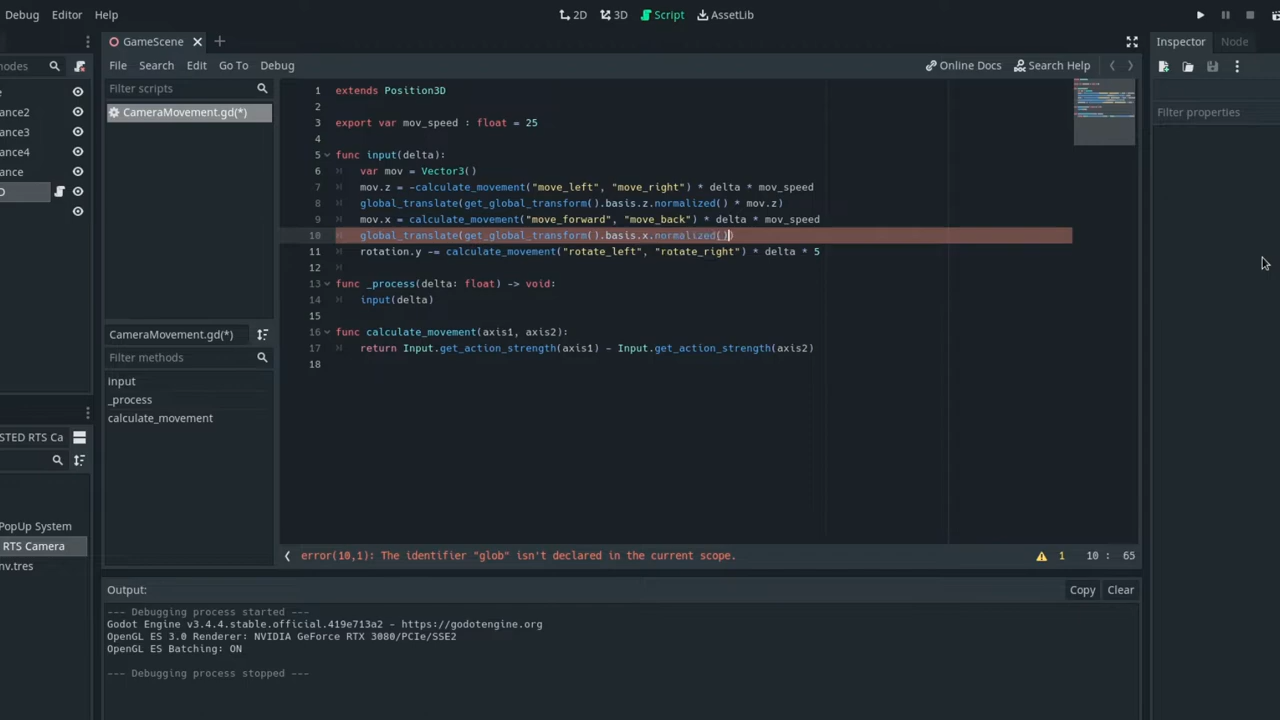 Debug Editor Help
2D 3D Script AssetLib
GameScene
Inspector Node
nodes
File Search Edit Go To Debug
Online Docs Search Help
Filter scripts
CameraMovement.gd(*)
Filter properties
e
ance2
ance3
ance4
ance
D
1 extends Position3D
2
3 export var mov_speed : float = 25
4
5 func input(delta):
6 var mov = Vector3()
7 mov.z = -calculate_movement("move_left", "move_right") * delta * mov_speed
8 global_translate(get_global_transform().basis.z.normalized() * mov.z)
9 mov.x = calculate_movement("move_forward", "move_back") * delta * mov_speed
10 global_translate(get_global_transform().basis.x.normalized())
11 rotation.y -= calculate_movement("rotate_left", "rotate_right") * delta * 5
12
13 func _process(delta: float) -> void:
14 input(delta)
15
16 func calculate_movement(axis1, axis2):
17 return Input.get_action_strength(axis1) - Input.get_action_strength(axis2)
18
CameraMovement.gd(*)
Filter methods
input
_process
calculate_movement
STED RTS Ca
PopUp System
RTS Camera
nv.tres
error(10,1): The identifier "glob" isn't declared in the current scope.
1 10 : 65
Output:
Copy Clear
--- Debugging process started ---
Godot Engine v3.4.4.stable.official.419e713a2 - https://godotengine.org
OpenGL ES 3.0 Renderer: NVIDIA GeForce RTX 3080/PCIe/SSE2
OpenGL ES Batching: ON
--- Debugging process stopped ---